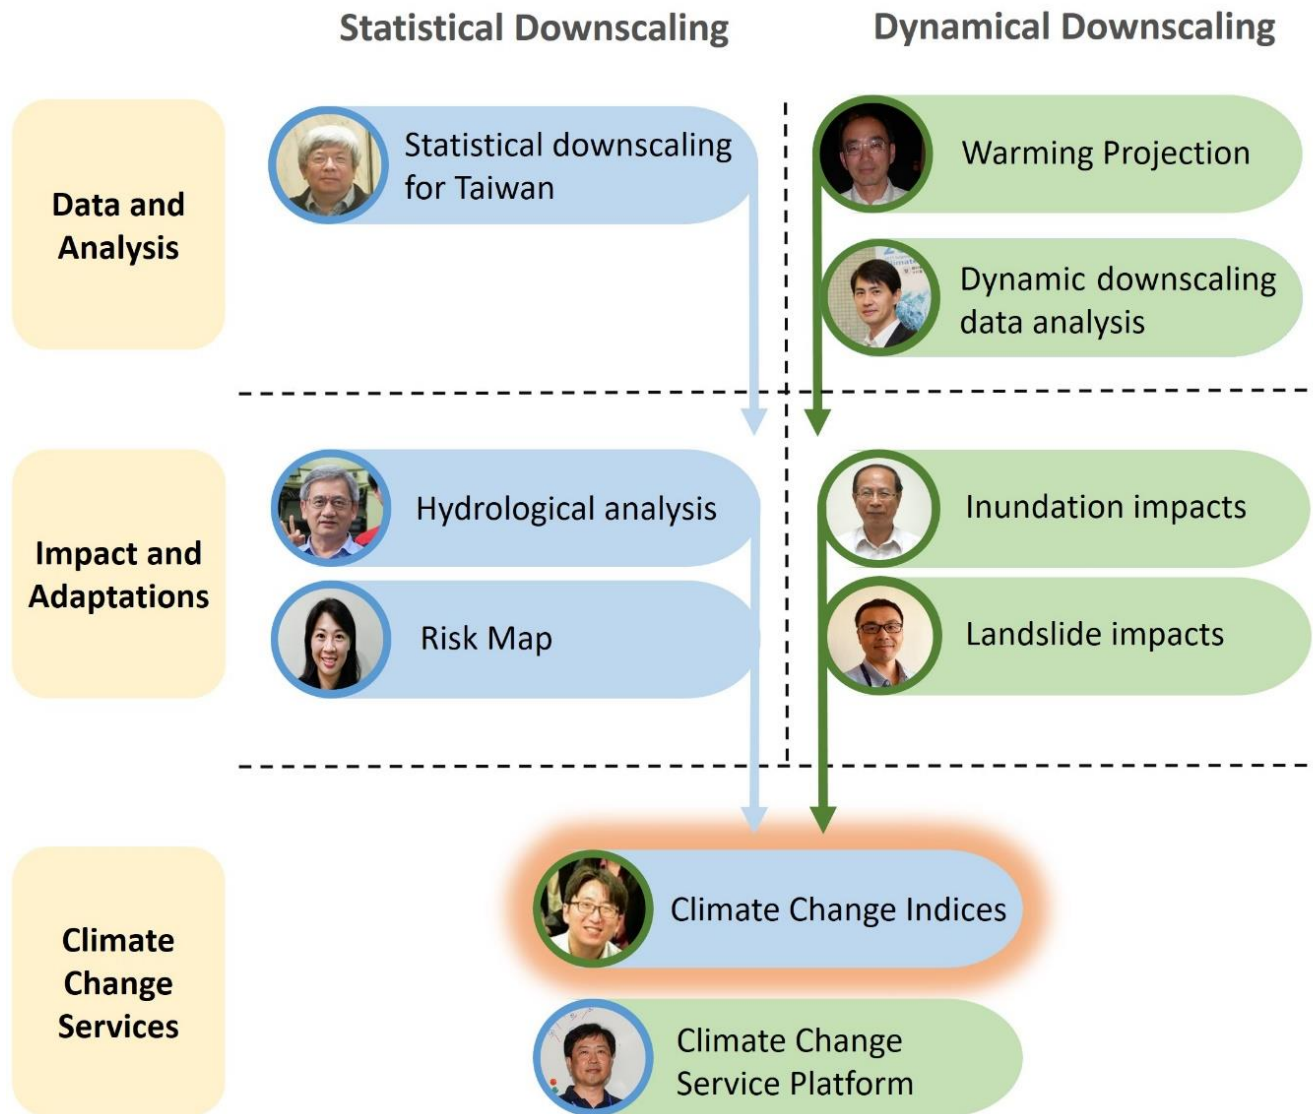 Statistical Downscaling
Dynamical Downscaling
Data and
Analysis
Statistical downscaling
for Taiwan
Warming Projection
Dynamic downscaling
data analysis
Impact and
Adaptations
Hydrological analysis
Risk Map
Inundation impacts
Landslide impacts
Climate
Change
Services
Climate Change Indices
Climate Change
Service Platform